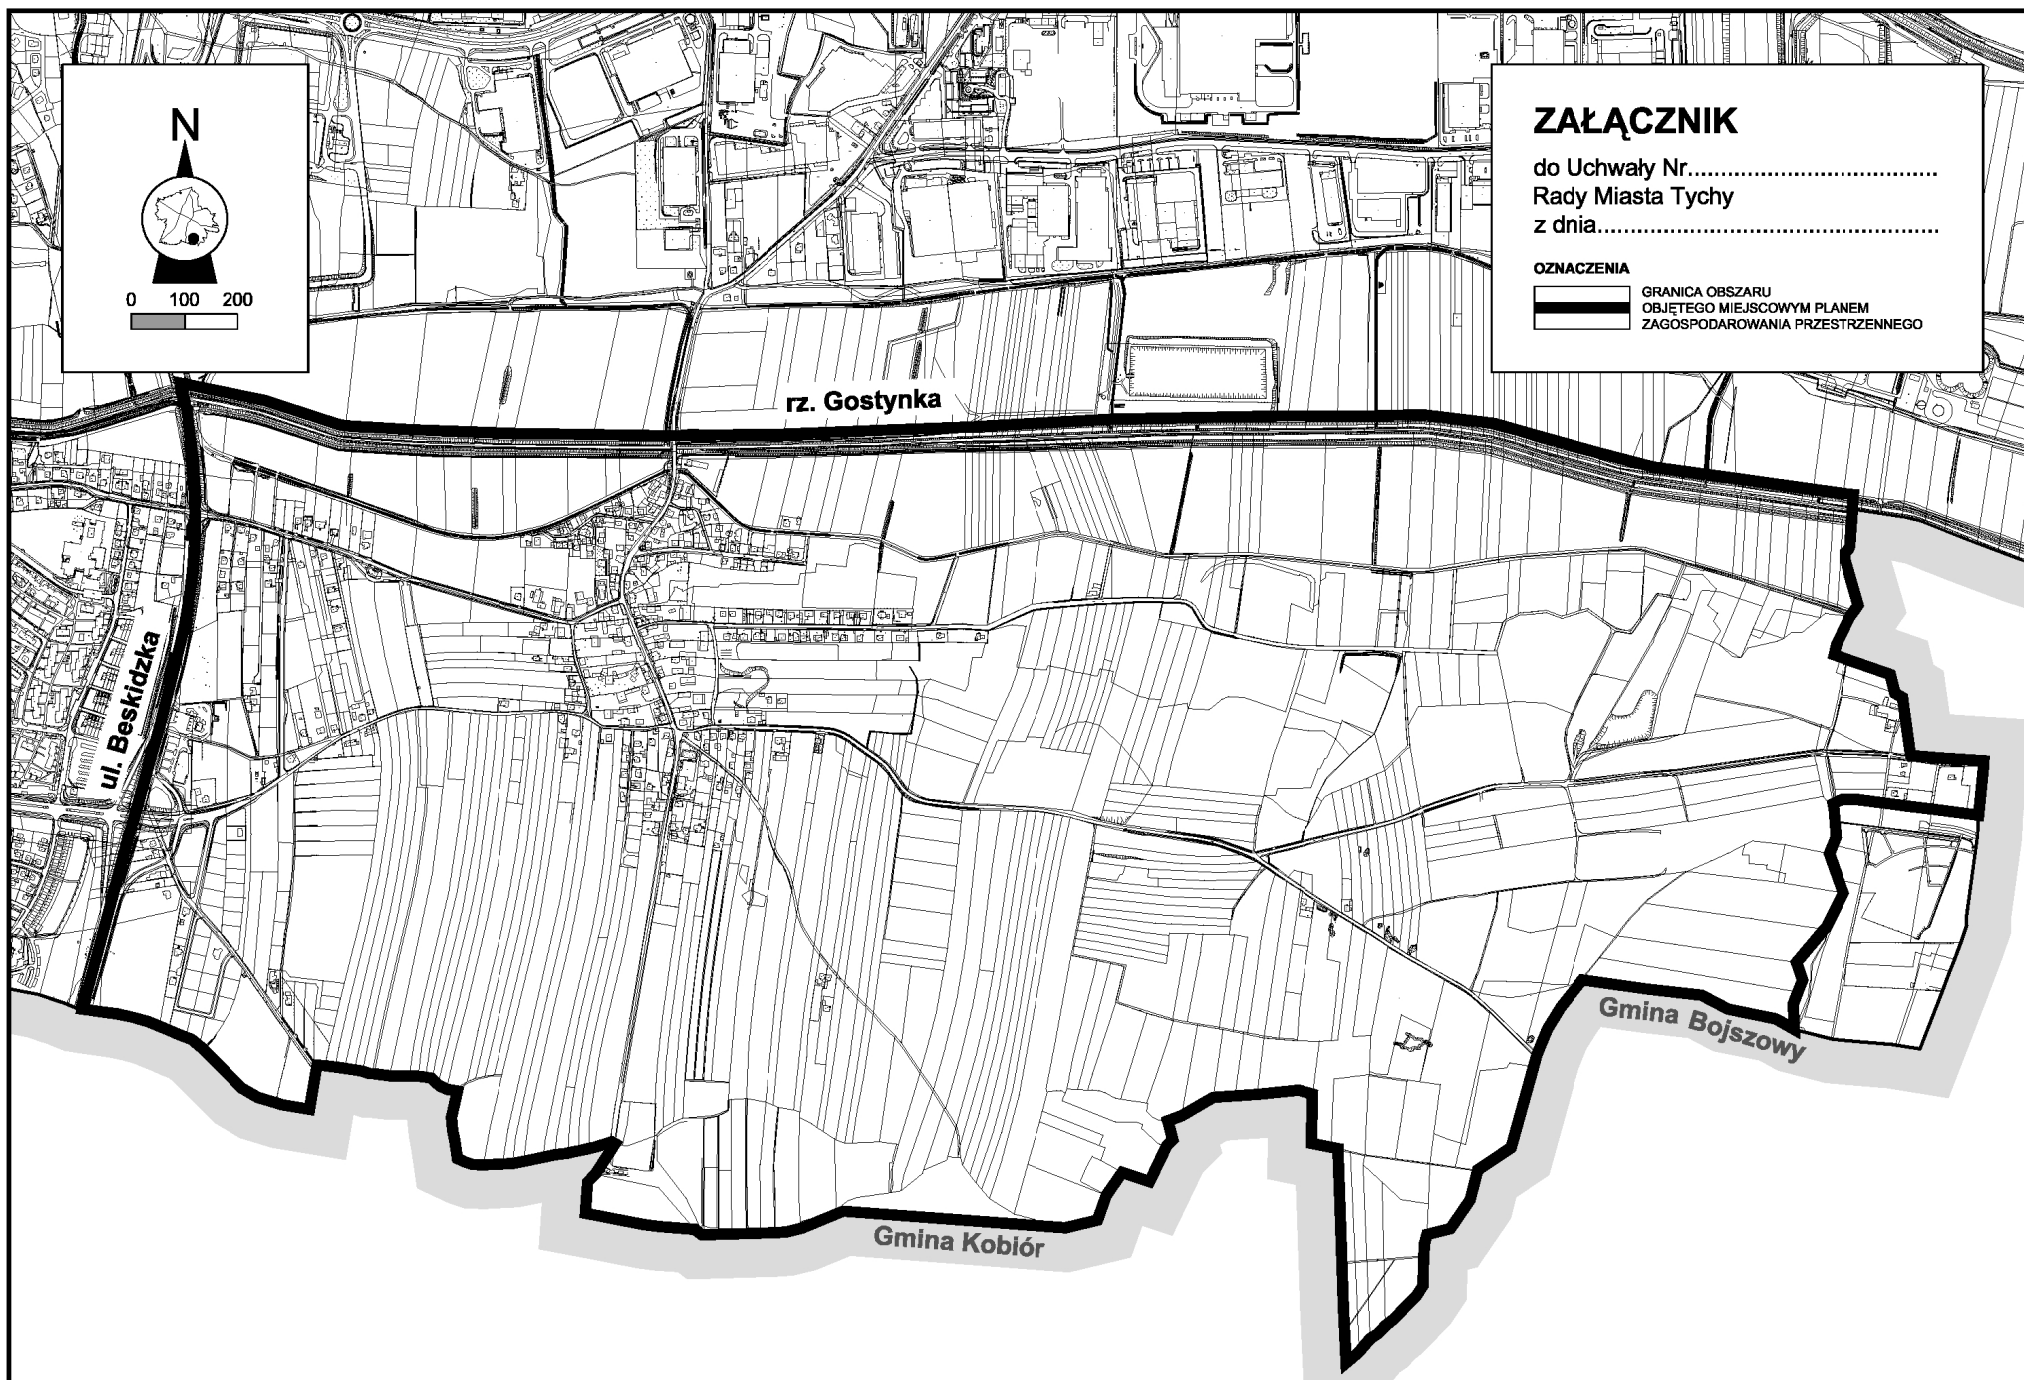 N
0 100 200
ZAŁĄCZNIK
do Uchwały Nr......................................
Rady Miasta Tychy
z dnia....................................................
OZNACZENIA
GRANICA OBSZARU
OBJĘTEGO MIEJSCOWYM PLANEM
ZAGOSPODAROWANIA PRZESTRZENNEGO
rz. Gostynka
ul. Beskidzka
Gmina Bojszowy
Gmina Kobiór